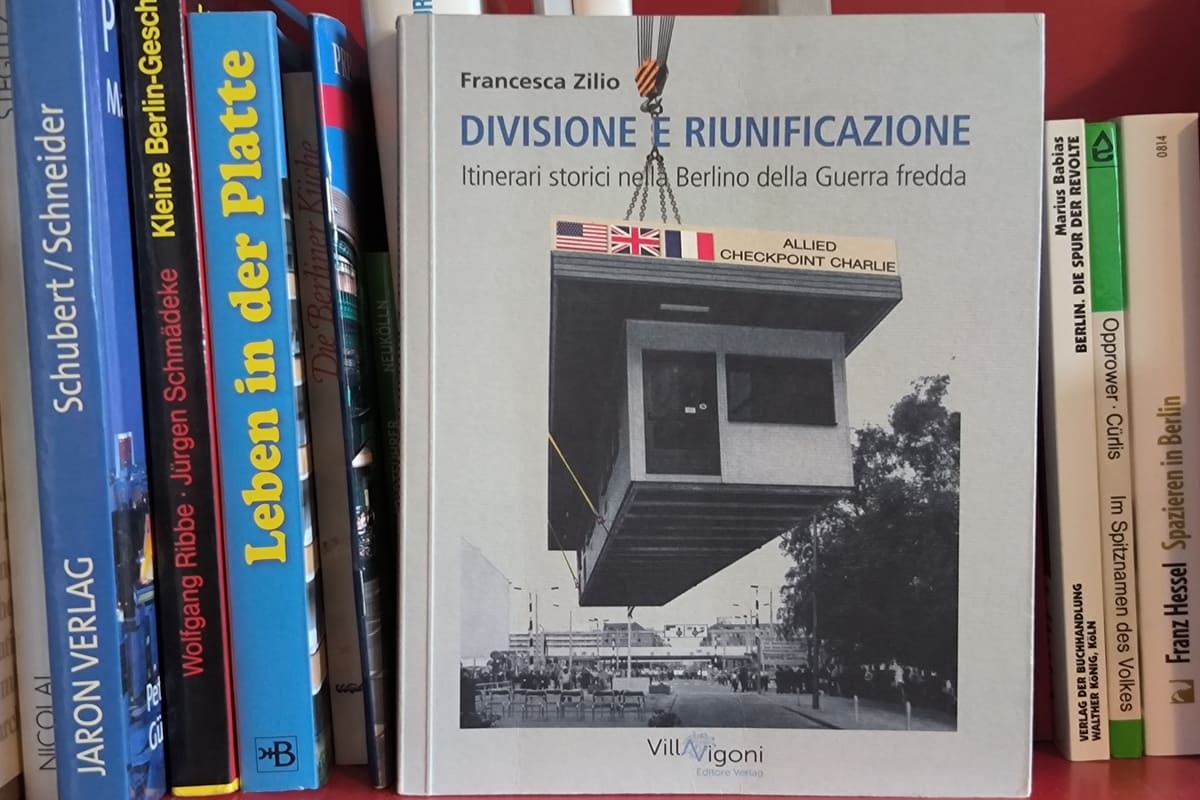 STEGLITZ
NICOLAI
Schubert / Schneider
JARON VERLAG
Kleine Berlin-Gesch
Wolfgang Ribbe · Jürgen Schmädeke
Leben in der Platte
B
Die Berliner Küche
NEUKÖLLN
Francesca Zilio
DIVISIONE E RIUNIFICAZIONE
Itinerari storici nella Berlino della Guerra fredda
ALLIED
CHECKPOINT CHARLIE
VillaVigoni
Editore Verlag
Marius Babias
BERLIN. DIE SPUR DER REVOLTE
VERLAG DER BUCHHANDLUNG
WALTHER KÖNIG, KÖLN
Opprower · Cürlis
Im Spitznamen des Volkes
0814
Franz Hessel Spazieren in Berlin